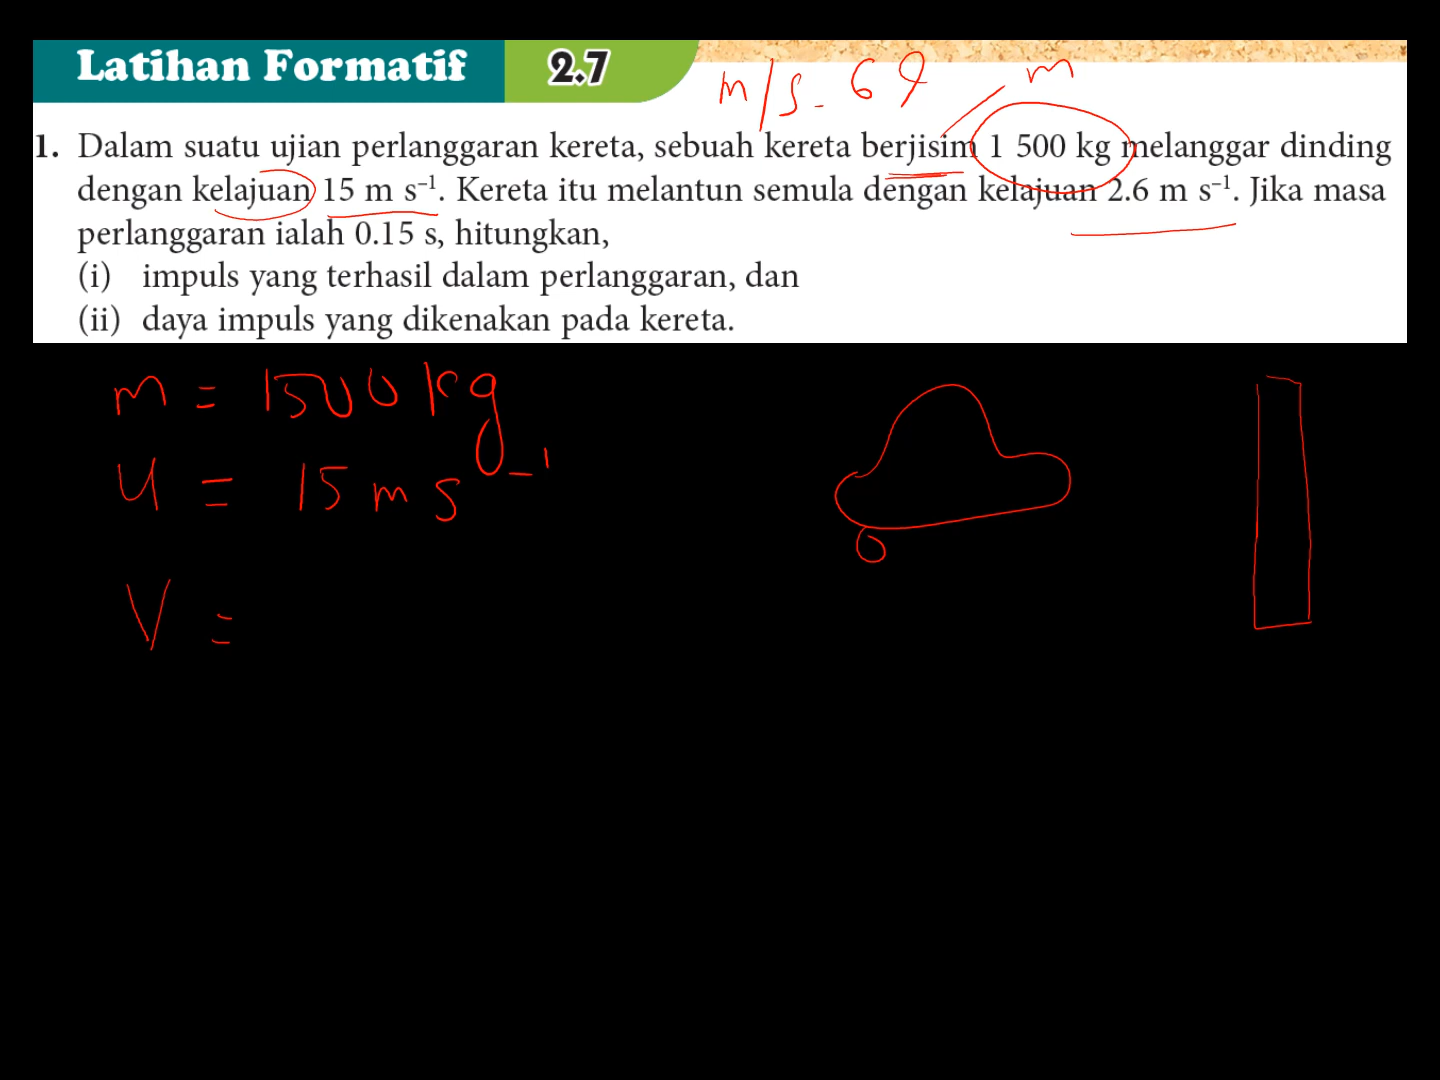 Latihan Formatif 2.7
m/s. 69
m
1. Dalam suatu ujian perlanggaran kereta, sebuah kereta berjisim 1 500 kg melanggar dinding
dengan kelajuan 15 m s⁻¹. Kereta itu melantun semula dengan kelajuan 2.6 m s⁻¹. Jika masa
perlanggaran ialah 0.15 s, hitungkan,
(i) impuls yang terhasil dalam perlanggaran, dan
(ii) daya impuls yang dikenakan pada kereta.
m = 1500 kg
u = 15 m s⁻¹
V =